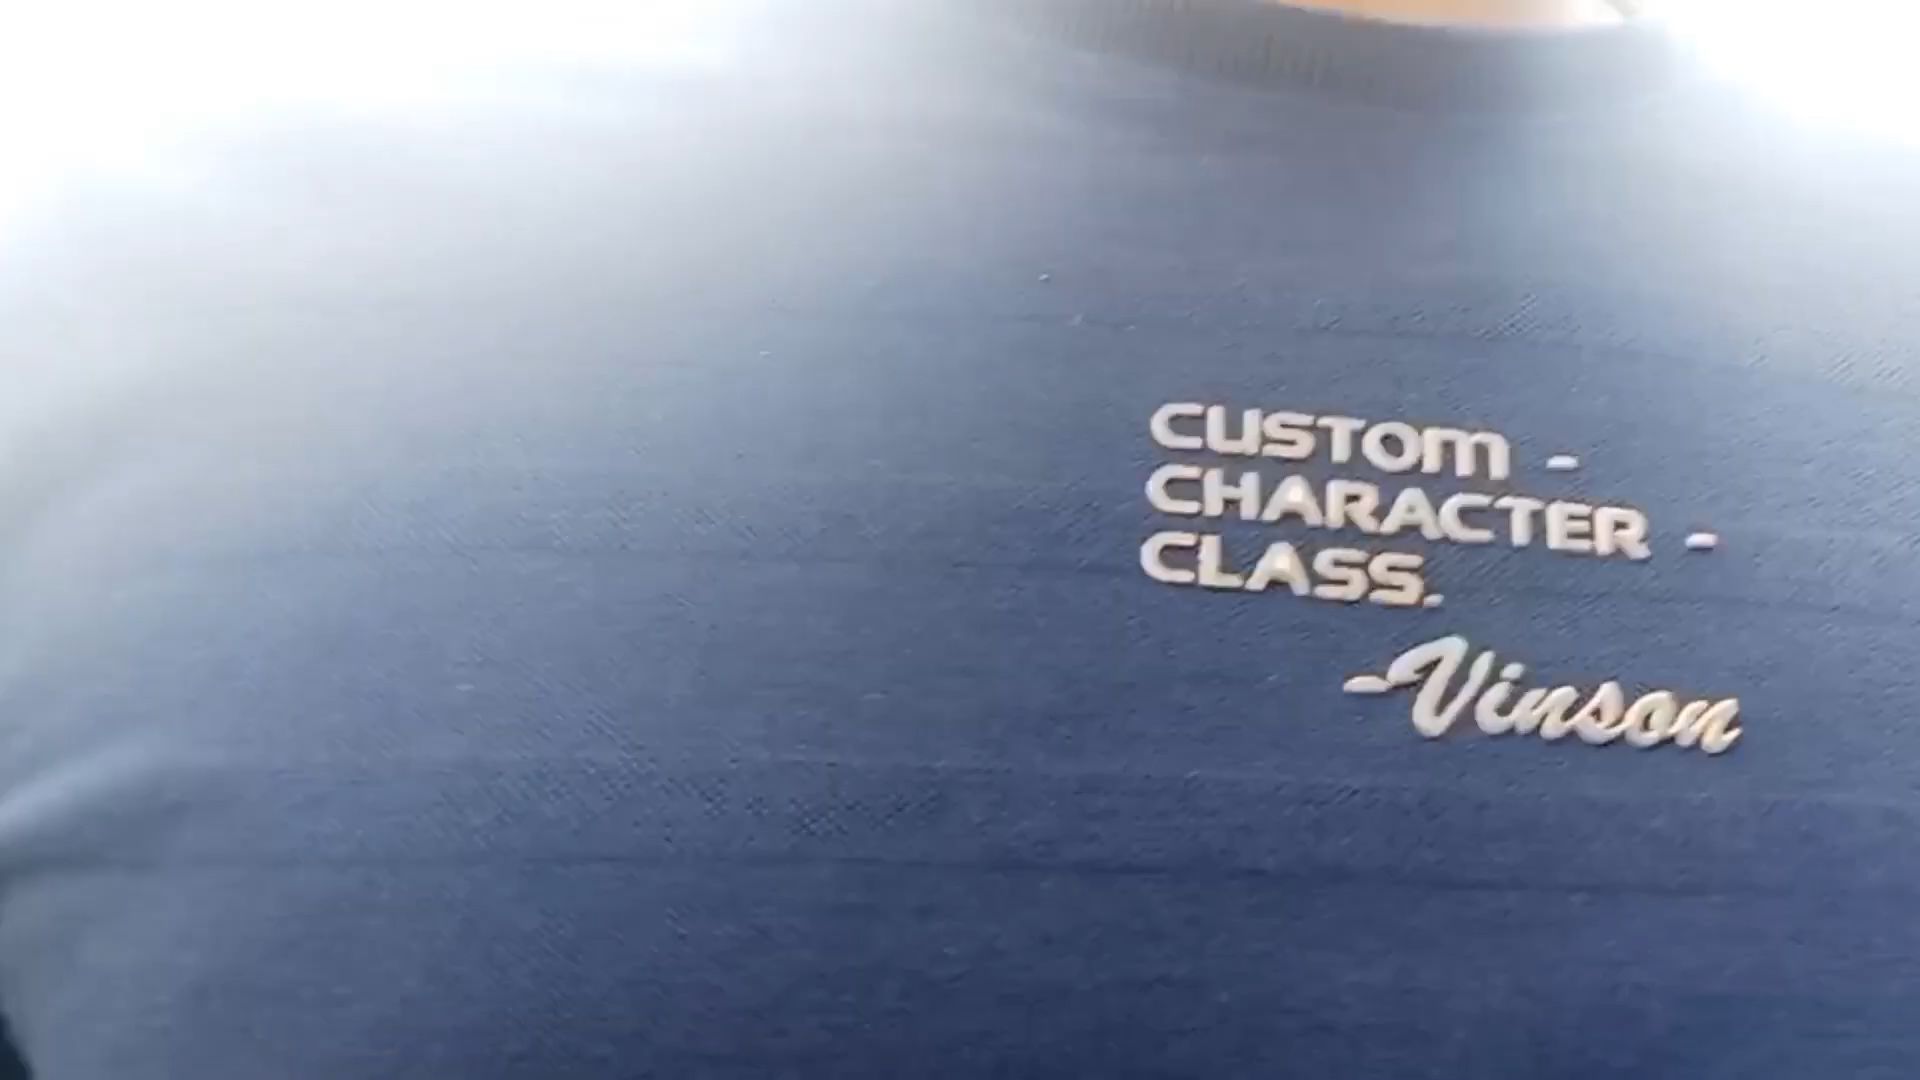 CUSTOM -
CHARACTER -
CLASS.
-Vinson